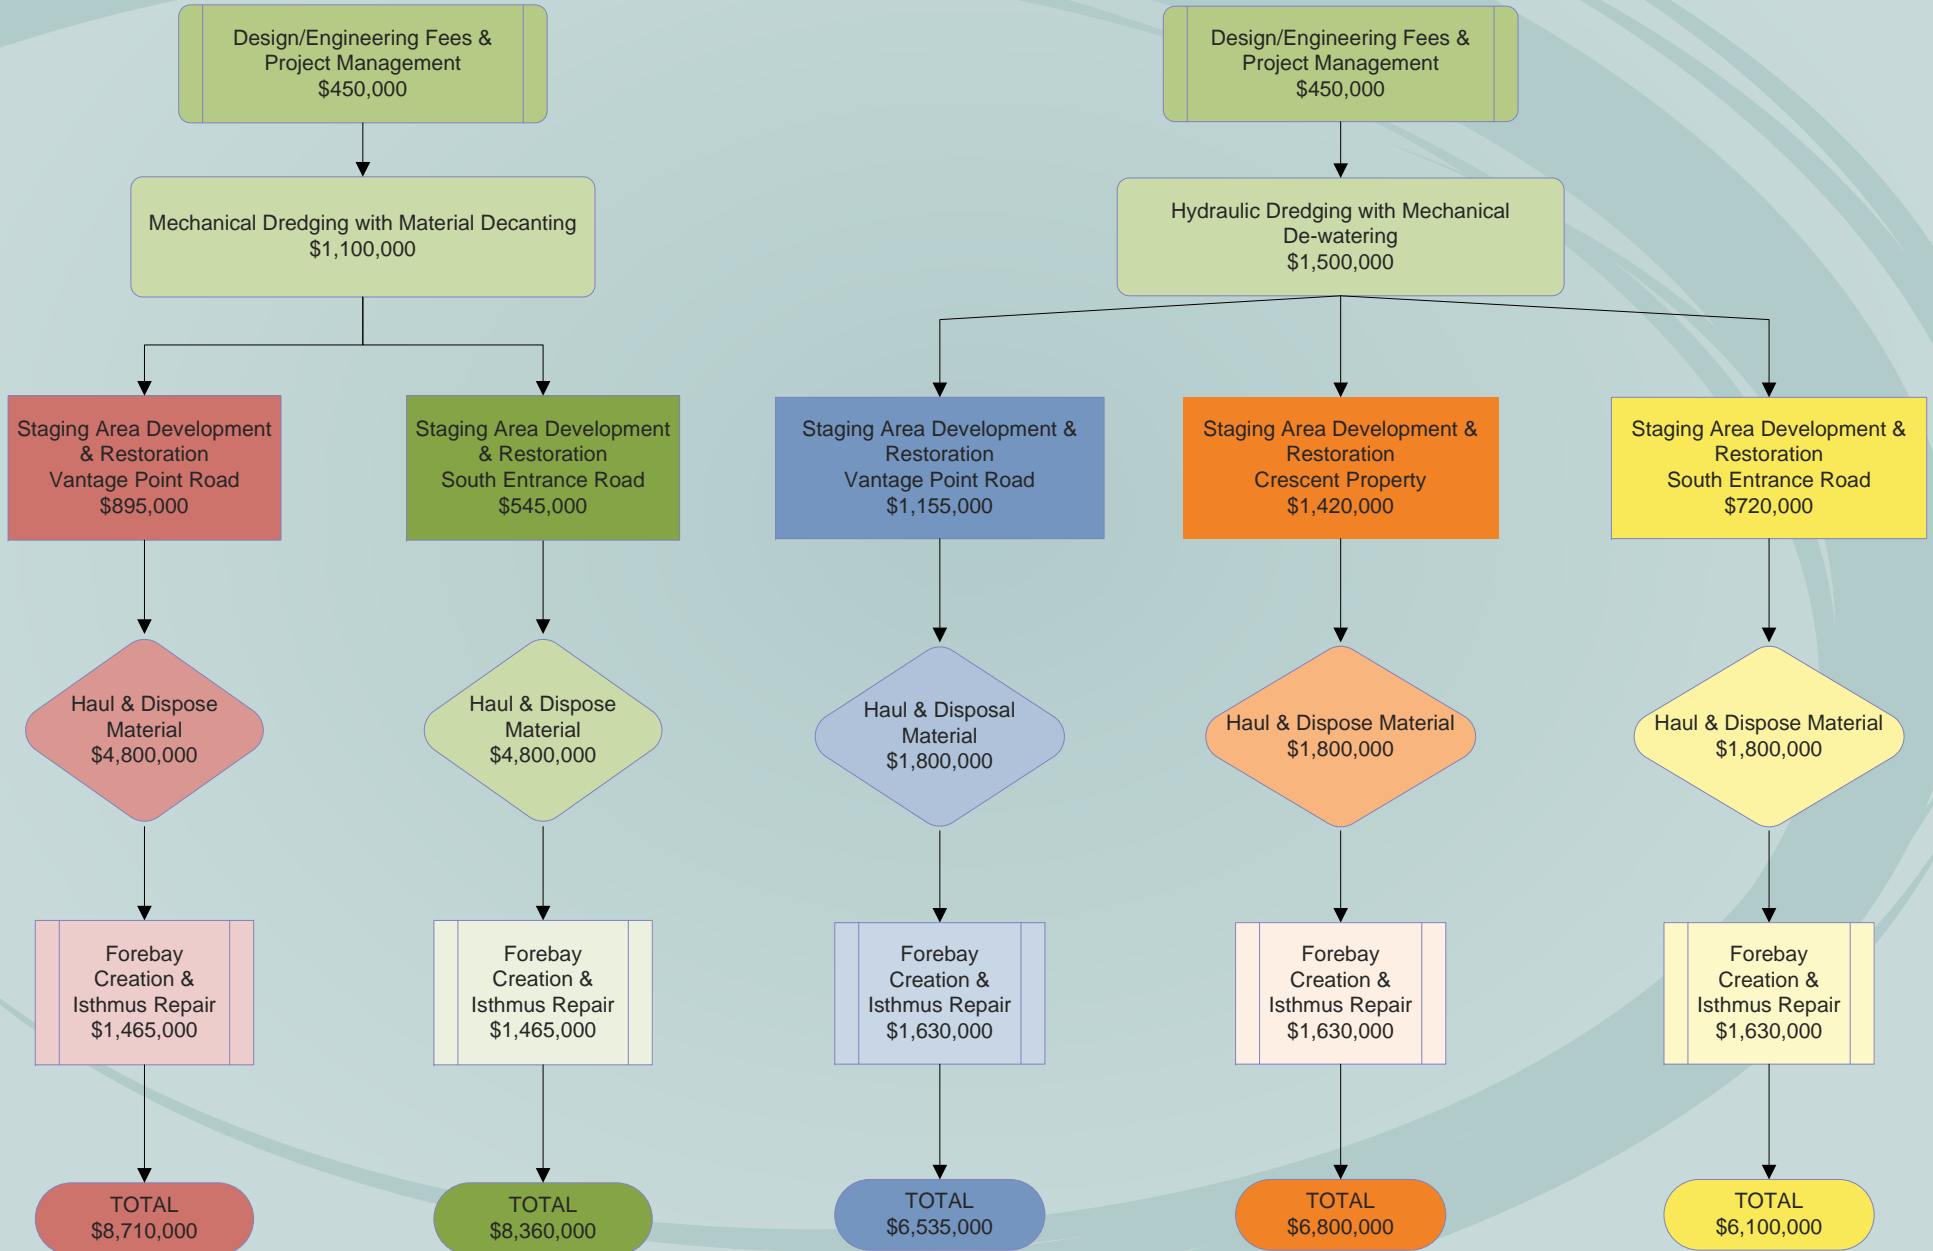 Design/Engineering Fees &
Project Management
$450,000
Design/Engineering Fees &
Project Management
$450,000
Mechanical Dredging with Material Decanting
$1,100,000
Hydraulic Dredging with Mechanical
De-watering
$1,500,000
Staging Area Development
& Restoration
Vantage Point Road
$895,000
Staging Area Development
& Restoration
South Entrance Road
$545,000
Staging Area Development &
Restoration
Vantage Point Road
$1,155,000
Staging Area Development &
Restoration
Crescent Property
$1,420,000
Staging Area Development &
Restoration
South Entrance Road
$720,000
Haul & Dispose
Material
$4,800,000
Haul & Dispose
Material
$4,800,000
Haul & Disposal
Material
$1,800,000
Haul & Dispose Material
$1,800,000
Haul & Dispose Material
$1,800,000
Forebay
Creation &
Isthmus Repair
$1,465,000
Forebay
Creation &
Isthmus Repair
$1,465,000
Forebay
Creation &
Isthmus Repair
$1,630,000
Forebay
Creation &
Isthmus Repair
$1,630,000
Forebay
Creation &
Isthmus Repair
$1,630,000
TOTAL
$8,710,000
TOTAL
$8,360,000
TOTAL
$6,535,000
TOTAL
$6,800,000
TOTAL
$6,100,000